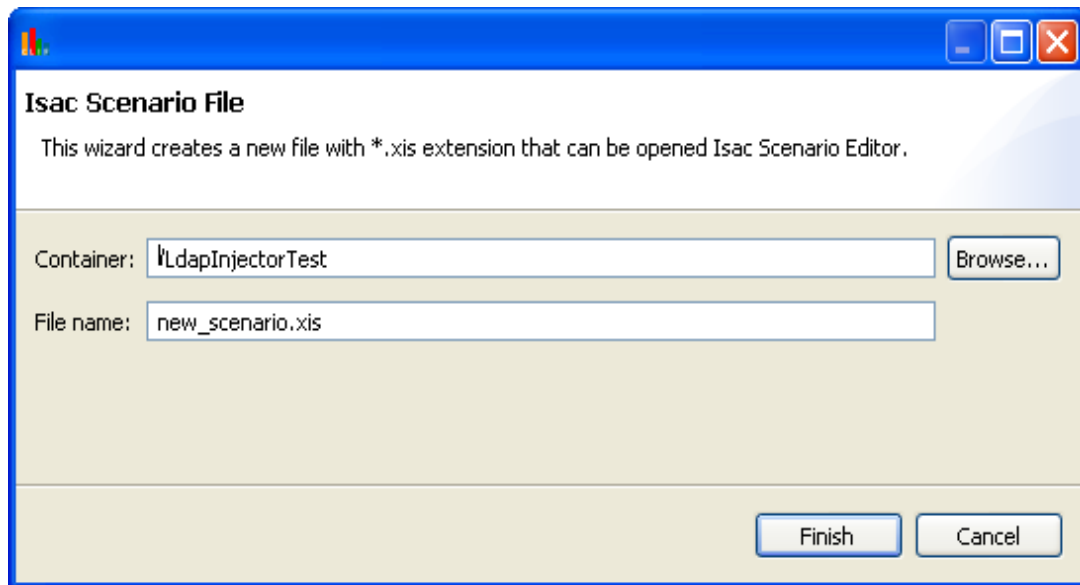 Isac Scenario File
This wizard creates a new file with *.xis extension that can be opened Isac Scenario Editor.
Container: /LdapInjectorTest Browse...
File name: new_scenario.xis
Finish Cancel